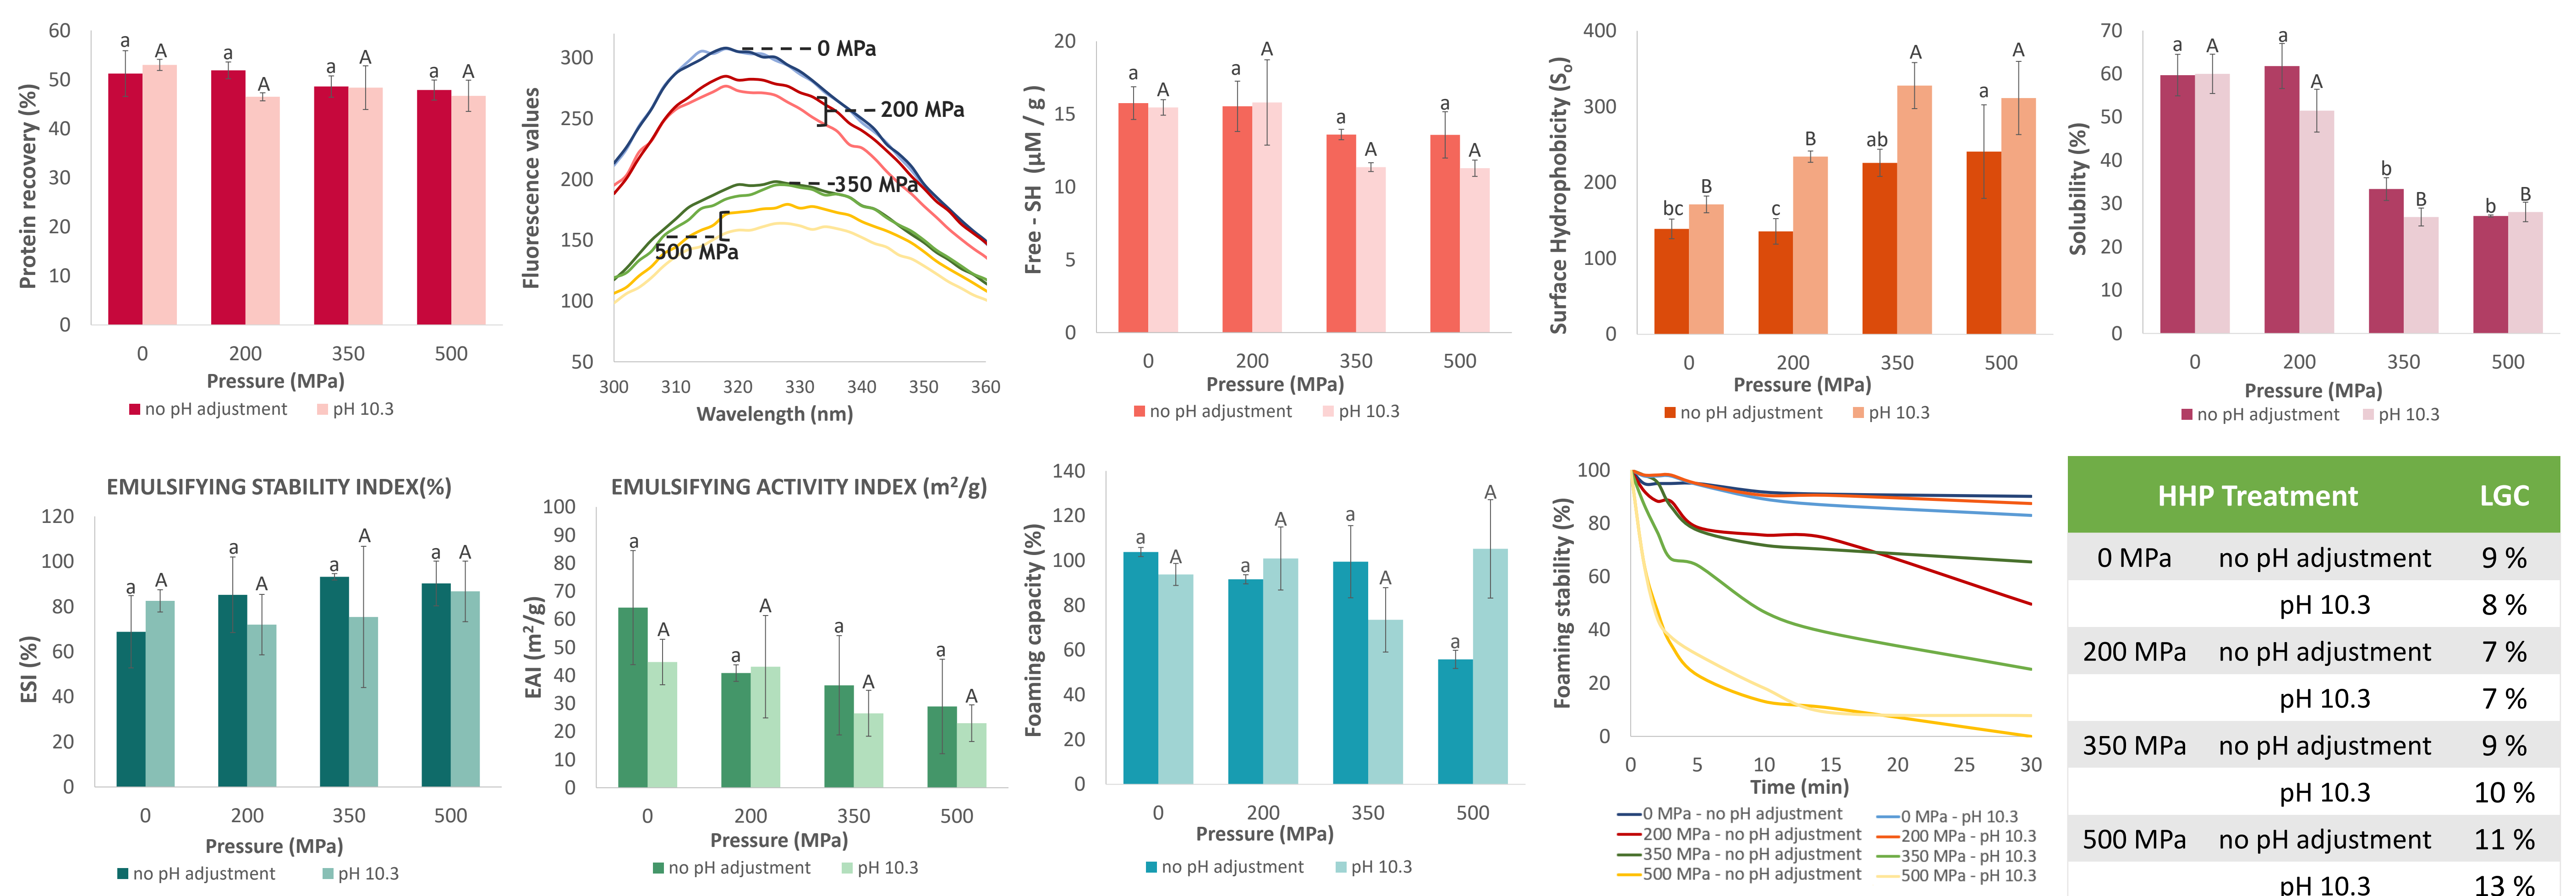 60
50
40
30
20
10
0
Protein recovery (%)
a A a A a A a A
0 200 350 500
Pressure (MPa)
no pH adjustment pH 10.3
300
250
200
150
100
50
Fluorescence values
0 MPa
200 MPa
350 MPa
500 MPa
300 310 320 330 340 350 360
Wavelength (nm)
20
15
10
5
0
Free - SH (µM / g )
a A a A a A a A
0 200 350 500
Pressure (MPa)
no pH adjustment pH 10.3
400
300
200
100
0
Surface Hydrophobicity (So)
bc B c B ab A a A
0 200 350 500
Pressure (MPa)
no pH adjustment pH 10.3
70
60
50
40
30
20
10
0
Solubility (%)
a A a A b B b B
0 200 350 500
Pressure (MPa)
no pH adjustment pH 10.3
EMULSIFYING STABILITY INDEX(%)
120
100
80
60
40
20
0
ESI (%)
a A a A a A a A
0 200 350 500
Pressure (MPa)
no pH adjustment pH 10.3
EMULSIFYING ACTIVITY INDEX (m²/g)
100
90
80
70
60
50
40
30
20
10
0
EAI (m²/g)
a A a A a A a A
0 200 350 500
Pressure (MPa)
no pH adjustment pH 10.3
140
120
100
80
60
40
20
0
Foaming capacity (%)
a A a A a A a A
0 200 350 500
Pressure (MPa)
no pH adjustment pH 10.3
100
80
60
40
20
0
Foaming stability (%)
0 5 10 15 20 25 30
Time (min)
0 MPa - no pH adjustment 0 MPa - pH 10.3
200 MPa - no pH adjustment 200 MPa - pH 10.3
350 MPa - no pH adjustment 350 MPa - pH 10.3
500 MPa - no pH adjustment 500 MPa - pH 10.3
HHP Treatment LGC
0 MPa no pH adjustment 9 %
pH 10.3 8 %
200 MPa no pH adjustment 7 %
pH 10.3 7 %
350 MPa no pH adjustment 9 %
pH 10.3 10 %
500 MPa no pH adjustment 11 %
pH 10.3 13 %